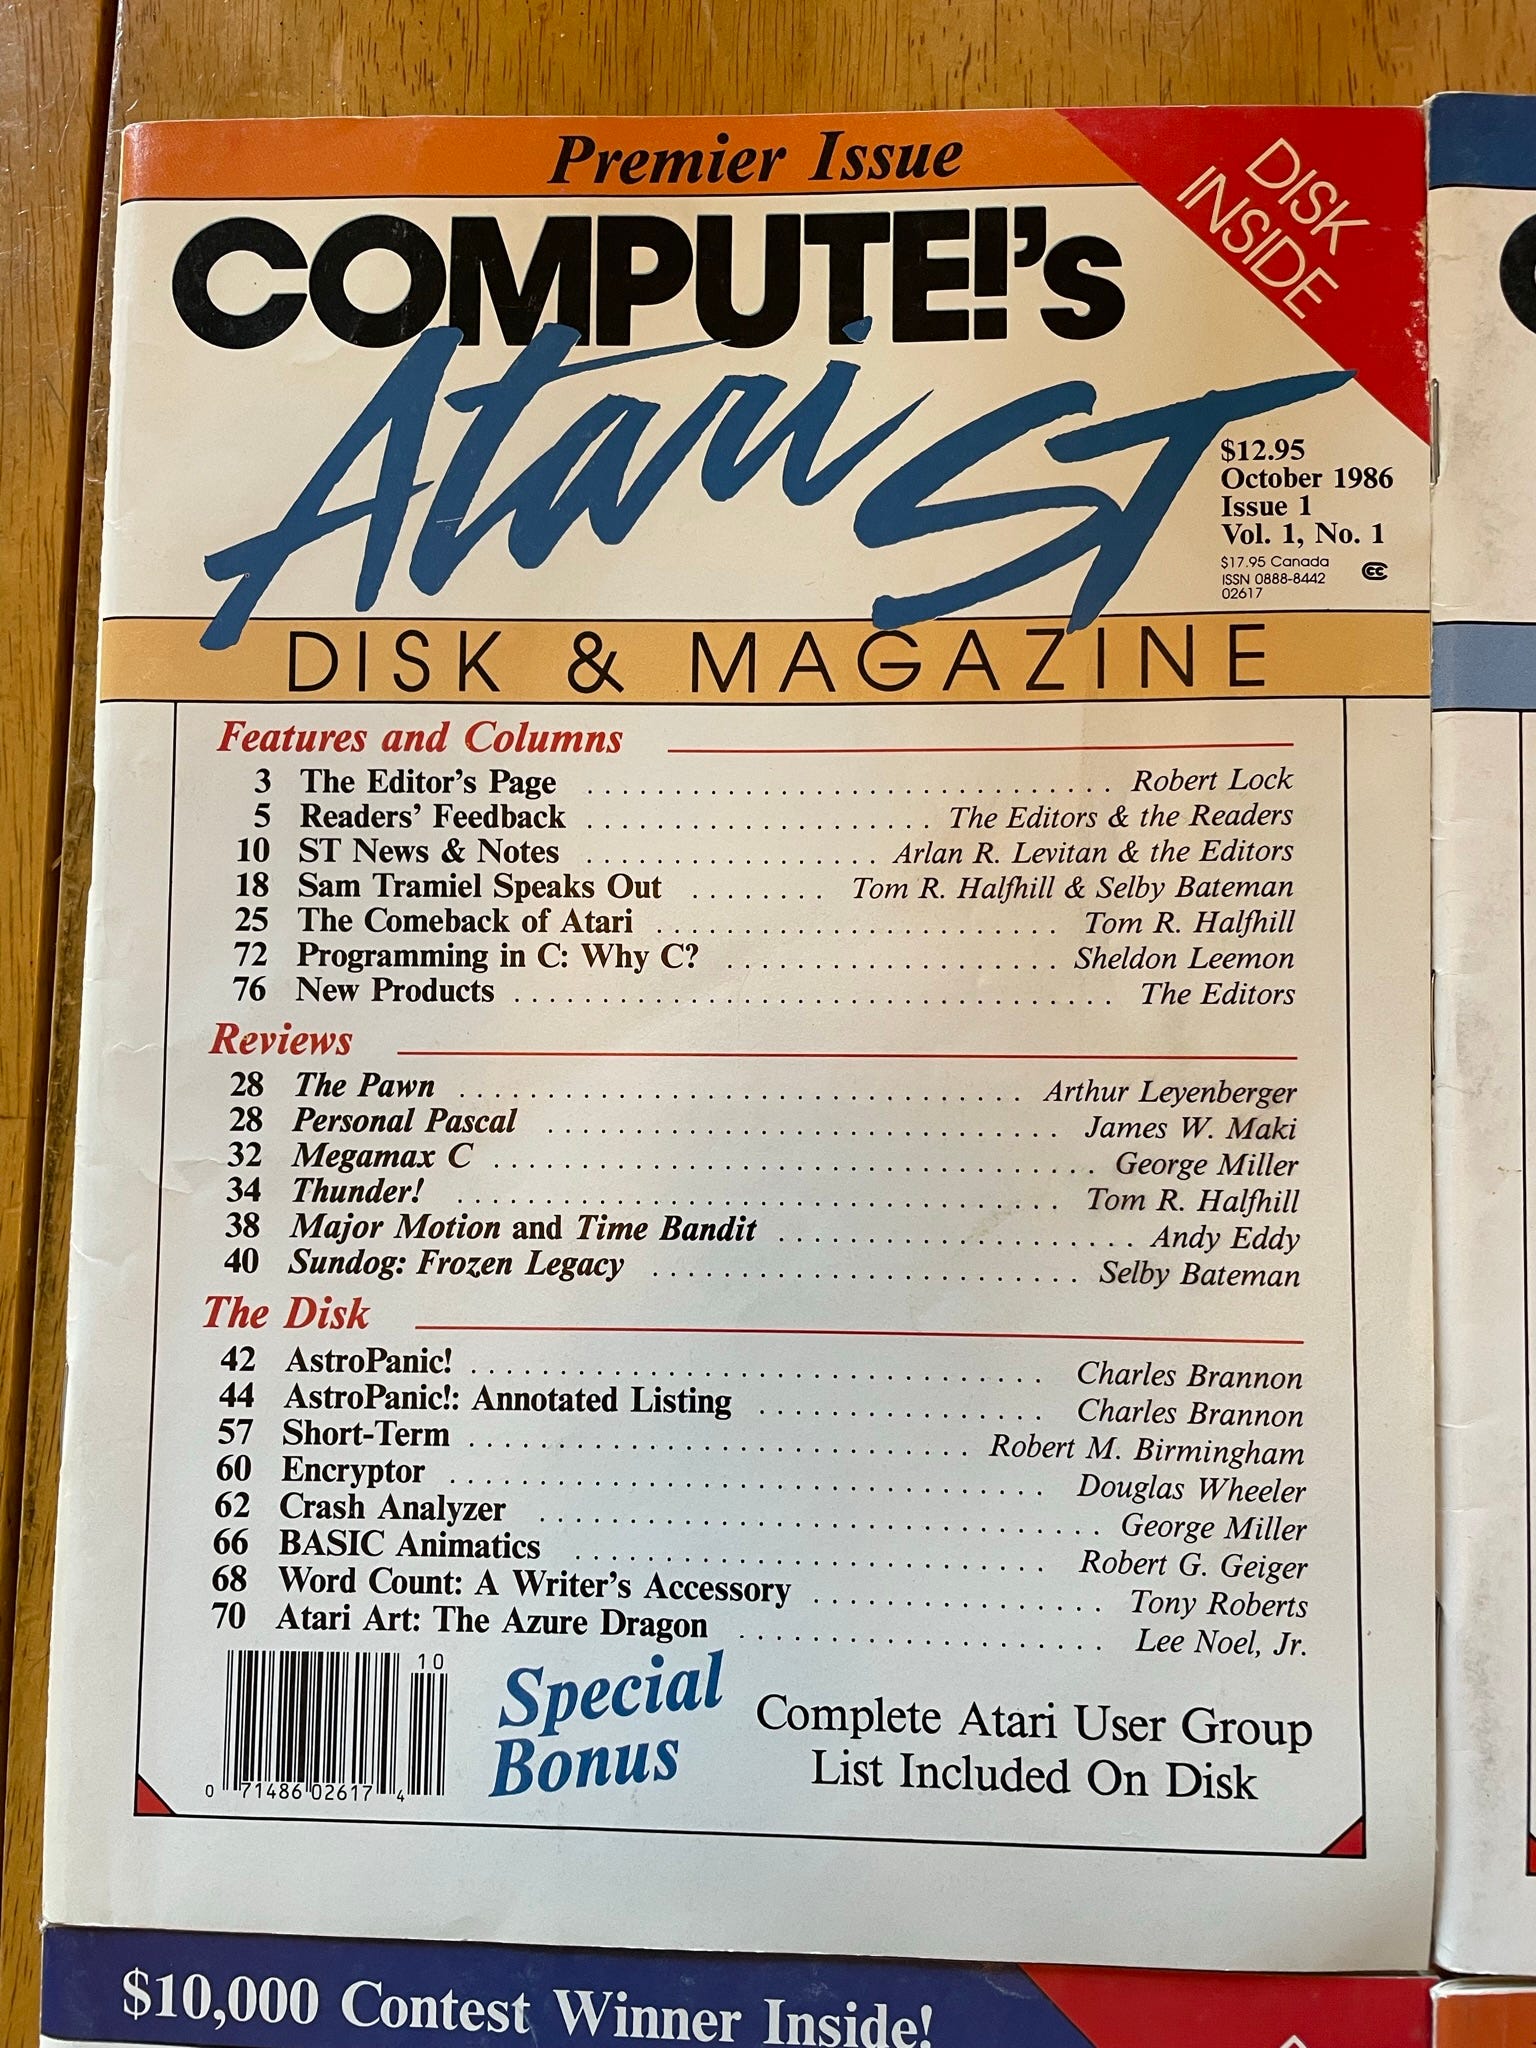 Premier Issue
DISK
INSIDE
COMPUTE!'s
Atari ST
$12.95
October 1986
Issue 1
Vol. 1, No. 1
$17.95 Canada
ISSN 0888-8442
02617
DISK & MAGAZINE
Features and Columns
3 The Editor's Page . . . . . . . . . . . . . . . . . . . . . . . . . . . . . . Robert Lock
5 Readers' Feedback . . . . . . . . . . . . . . . . . . . . The Editors & the Readers
10 ST News & Notes . . . . . . . . . . . . . . . . . Arlan R. Levitan & the Editors
18 Sam Tramiel Speaks Out . . . . . . . . Tom R. Halfhill & Selby Bateman
25 The Comeback of Atari . . . . . . . . . . . . . . . . . . . . . . . Tom R. Halfhill
72 Programming in C: Why C? . . . . . . . . . . . . . . . . . . . Sheldon Leemon
76 New Products . . . . . . . . . . . . . . . . . . . . . . . . . . . . . . . . . . The Editors
Reviews
28 The Pawn . . . . . . . . . . . . . . . . . . . . . . . . . . . . . . . . Arthur Leyenberger
28 Personal Pascal . . . . . . . . . . . . . . . . . . . . . . . . . . . . . James W. Maki
32 Megamax C . . . . . . . . . . . . . . . . . . . . . . . . . . . . . . . . . . George Miller
34 Thunder! . . . . . . . . . . . . . . . . . . . . . . . . . . . . . . . . . . Tom R. Halfhill
38 Major Motion and Time Bandit . . . . . . . . . . . . . . . . . . . . Andy Eddy
40 Sundog: Frozen Legacy . . . . . . . . . . . . . . . . . . . . . . . . Selby Bateman
The Disk
42 AstroPanic! . . . . . . . . . . . . . . . . . . . . . . . . . . . . . . . . Charles Brannon
44 AstroPanic!: Annotated Listing . . . . . . . . . . . . . . . . Charles Brannon
57 Short-Term . . . . . . . . . . . . . . . . . . . . . . . . . . . . Robert M. Birmingham
60 Encryptor . . . . . . . . . . . . . . . . . . . . . . . . . . . . . . . . . Douglas Wheeler
62 Crash Analyzer . . . . . . . . . . . . . . . . . . . . . . . . . . . . . . . George Miller
66 BASIC Animatics . . . . . . . . . . . . . . . . . . . . . . . . . . Robert G. Geiger
68 Word Count: A Writer's Accessory . . . . . . . . . . . . . . . . Tony Roberts
70 Atari Art: The Azure Dragon . . . . . . . . . . . . . . . . . . . . Lee Noel, Jr.
10
0 71486 02617 4
Special
Bonus
Complete Atari User Group
List Included On Disk
$10,000 Contest Winner Inside!